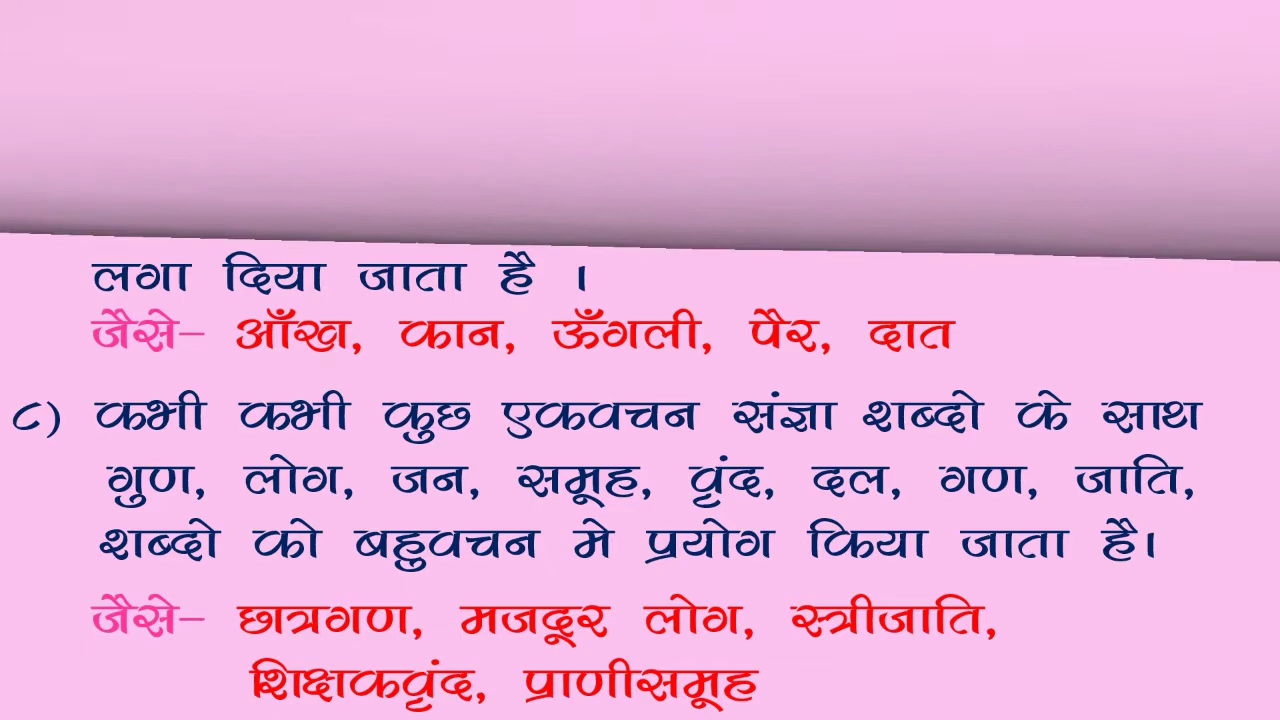 लगा दिया जाता है ।
जैसे- आँख, कान, ऊँगली, पैर, दात
८) कभी कभी कुछ एकवचन संज्ञा शब्दो के साथ
गुण, लोग, जन, समूह, वृंद, दल, गण, जाति,
शब्दो को बहुवचन मे प्रयोग किया जाता है।
जैसे- छात्रगण, मजदूर लोग, स्त्रीजाति,
शिक्षकवृंद, प्राणीसमूह